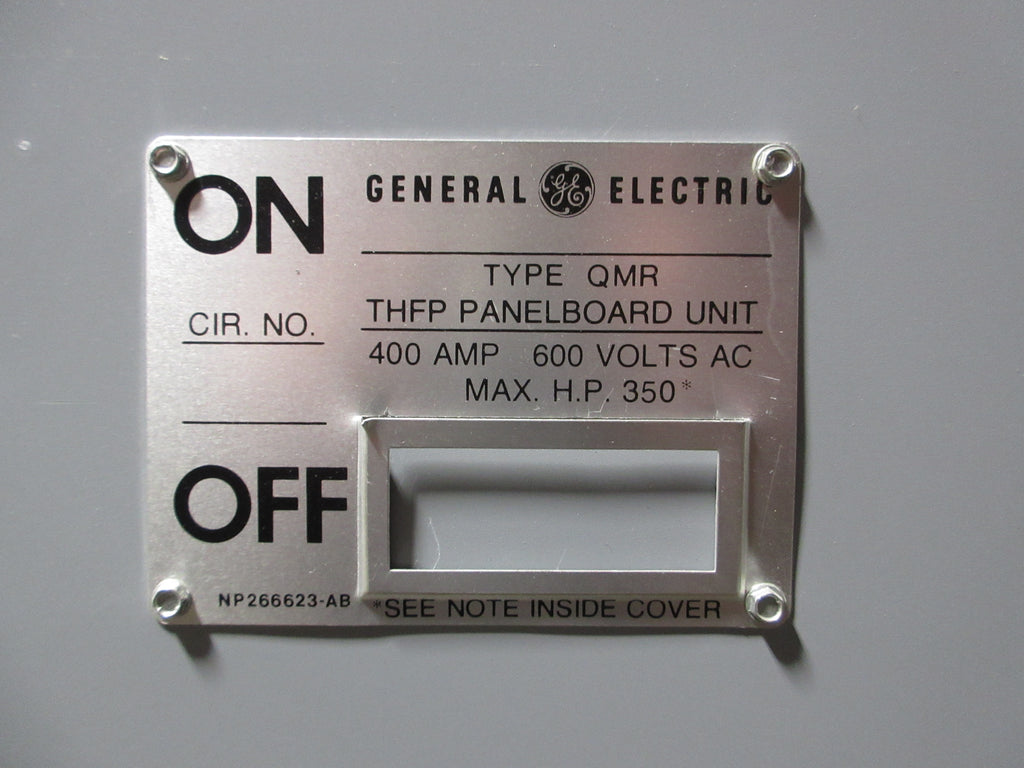 ON
GENERAL GE ELECTRIC
TYPE QMR
THFP PANELBOARD UNIT
CIR. NO.
400 AMP 600 VOLTS AC
MAX. H.P. 350*
OFF
NP266623-AB
*SEE NOTE INSIDE COVER